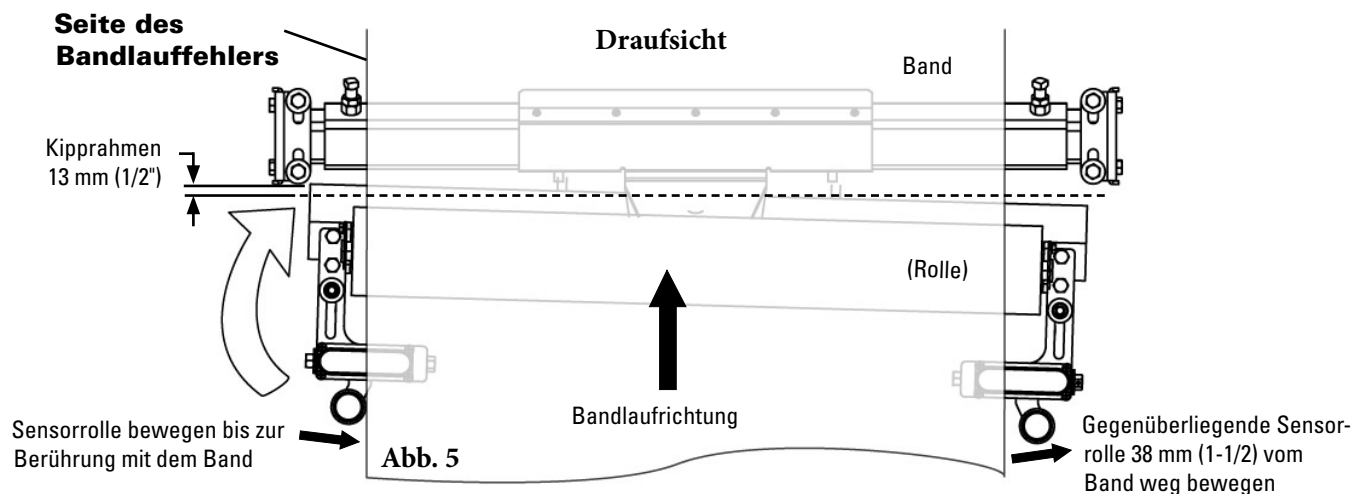 Seite des
Bandlauffehlers
Draufsicht
Band
Kipprahmen
13 mm (1/2")
(Rolle)
Bandlaufrichtung
Sensorrolle bewegen bis zur
Berührung mit dem Band
Abb. 5
Gegenüberliegende Sensor-
rolle 38 mm (1-1/2) vom
Band weg bewegen